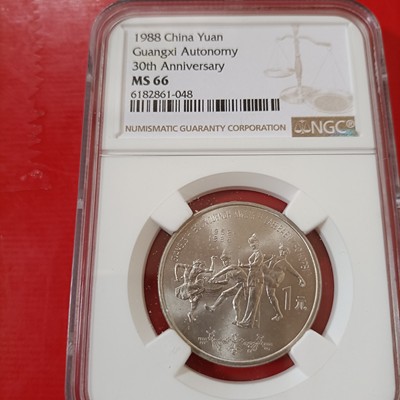 1988 China Yuan
Guangxi Autonomy
30th Anniversary
MS 66
6182861-048
NUMISMATIC GUARANTY CORPORATION
NGC®
1元